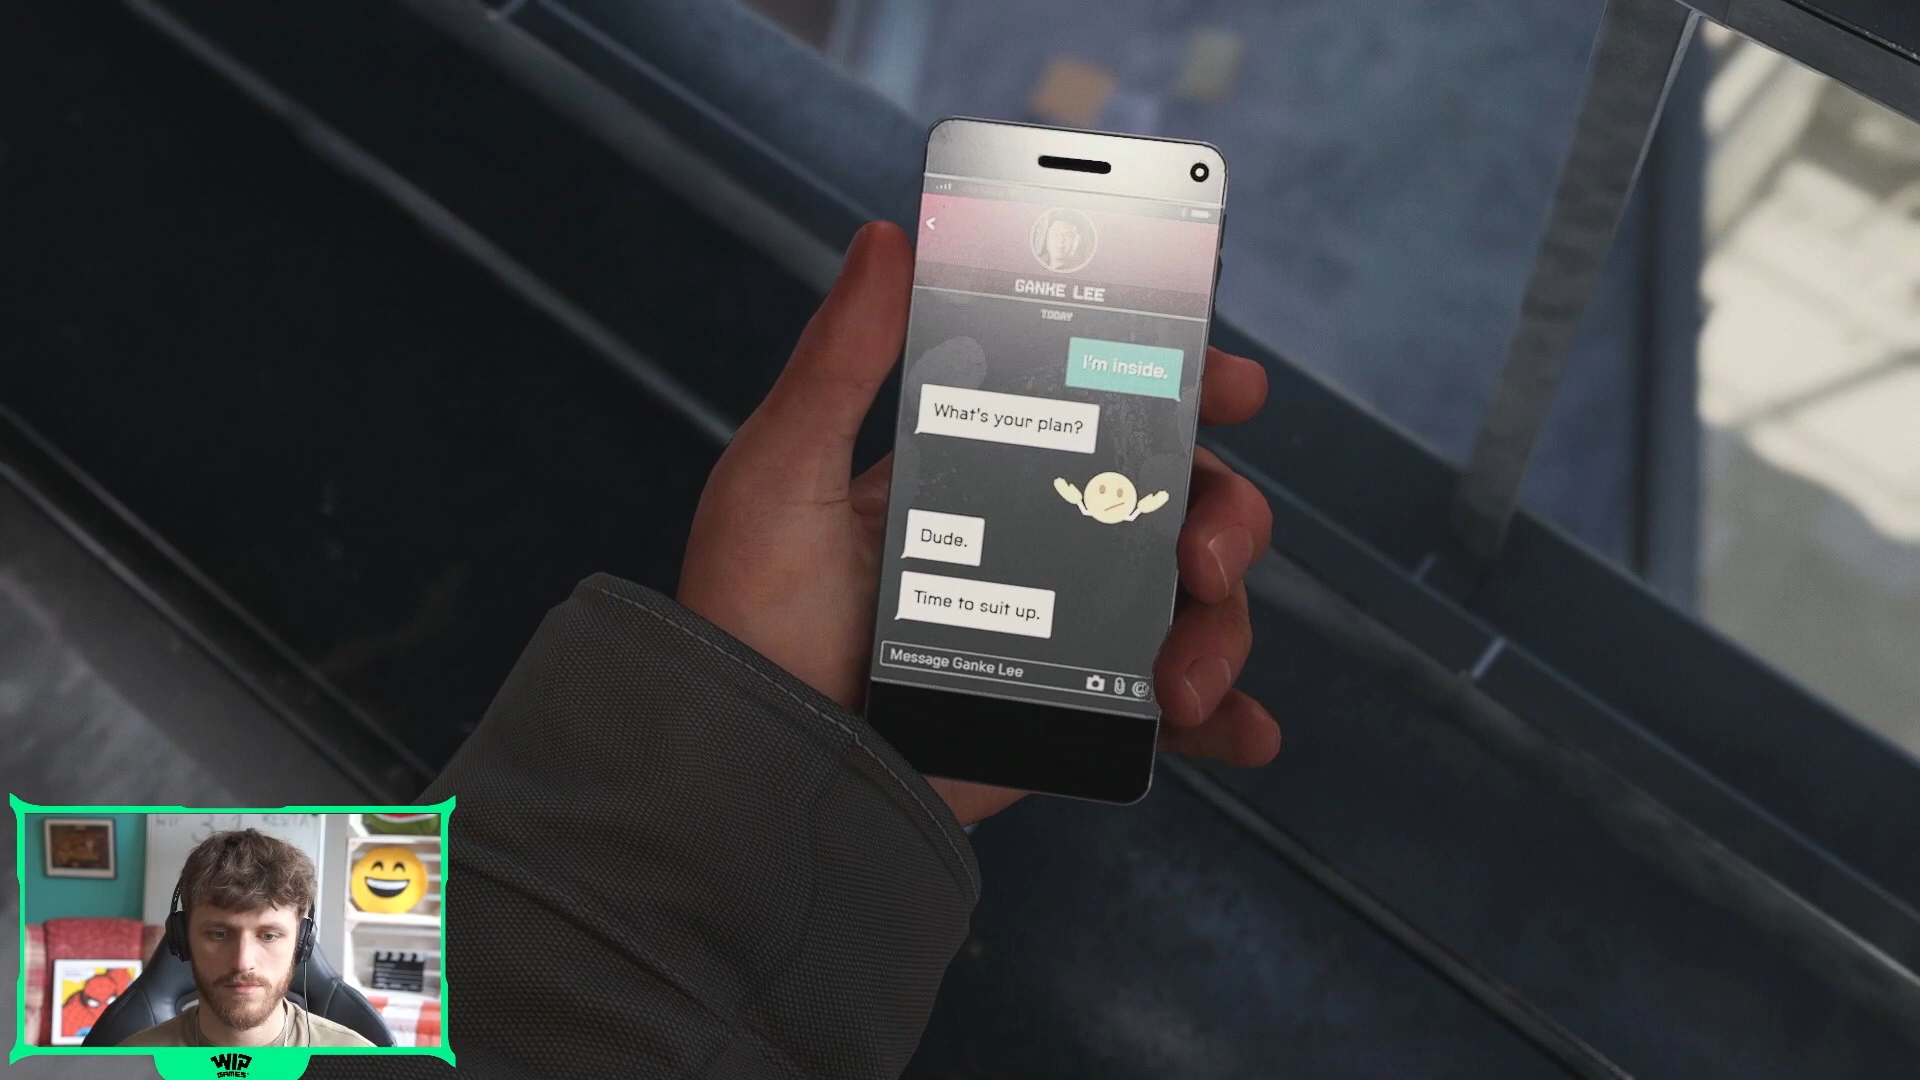 GANKE LEE
TODAY
I'm inside.
What's your plan?
Dude.
Time to suit up.
Message Ganke Lee
WIP
GAMES